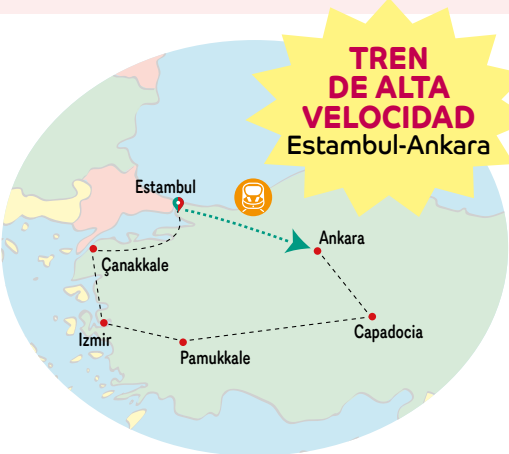 TREN
DE ALTA
VELOCIDAD
Estambul-Ankara
Estambul
Ankara
Çanakkale
Capadocia
Izmir
Pamukkale